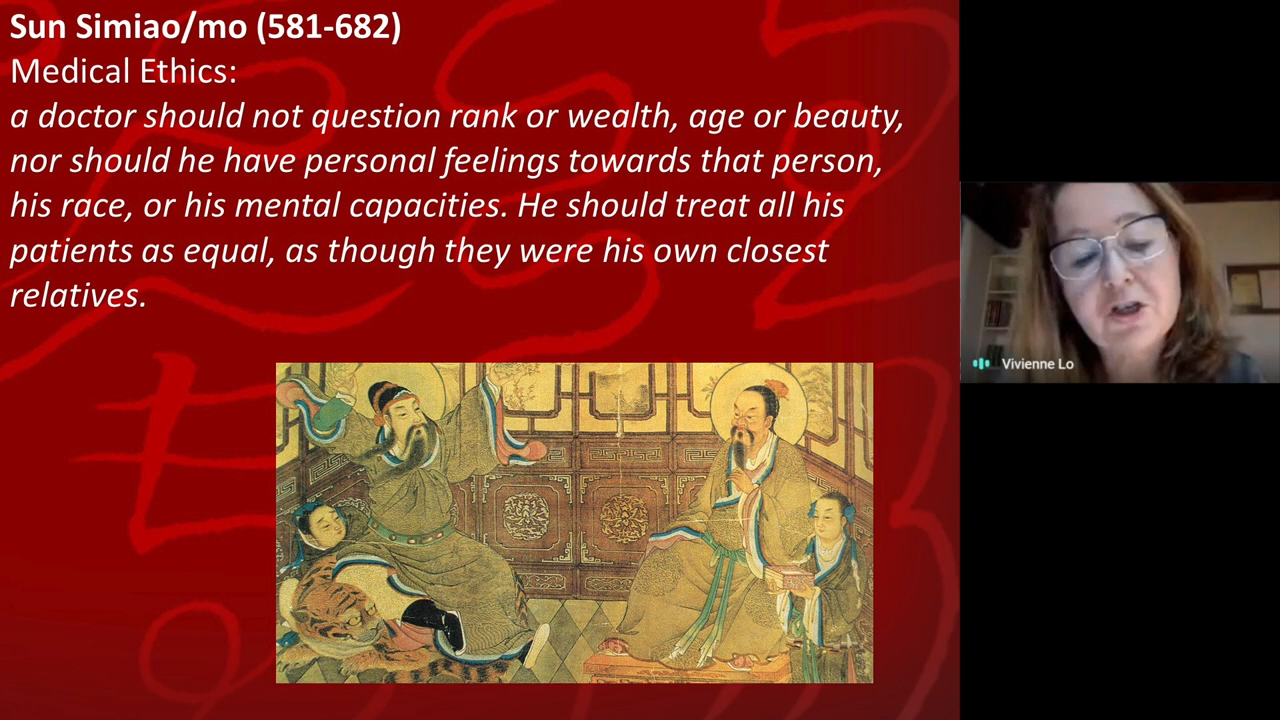 Sun Simiao/mo (581-682)
Medical Ethics:
a doctor should not question rank or wealth, age or beauty,
nor should he have personal feelings towards that person,
his race, or his mental capacities. He should treat all his
patients as equal, as though they were his own closest
relatives.
Vivienne Lo